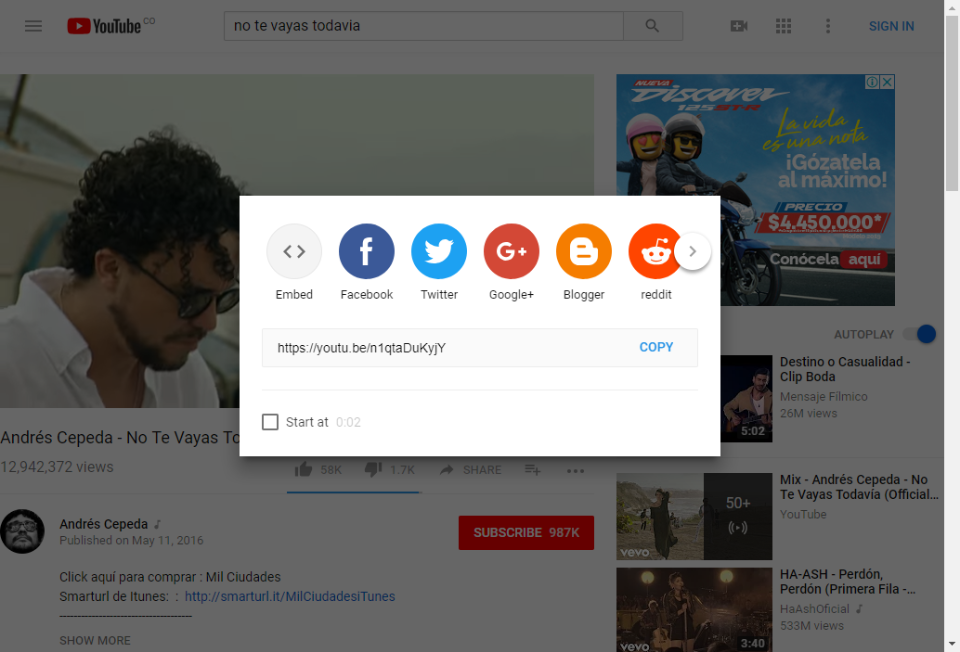 YouTube CO
no te vayas todavia
SIGN IN
NUEVA
Discover
125 ST-R
La vida
es una nota
¡Gózatela
al máximo!
PRECIO
$4.450.000*
Conócela aquí
Embed
Facebook
Twitter
Google+
Blogger
reddit
https://youtu.be/n1qtaDuKyjY
COPY
Start at 0:02
AUTOPLAY
Destino o Casualidad -
Clip Boda
Mensaje Filmico
26M views
5:02
Andrés Cepeda - No Te Vayas To
12,942,372 views
58K
1.7K
SHARE
Mix - Andrés Cepeda - No
Te Vayas Todavía (Official...
YouTube
50+
vevo
Andrés Cepeda
Published on May 11, 2016
SUBSCRIBE 987K
Click aquí para comprar : Mil Ciudades
Smarturl de Itunes: : http://smarturl.it/MilCiudadesiTunes
SHOW MORE
HA-ASH - Perdón,
Perdón (Primera Fila -...
HaAshOficial
533M views
3:40
vevo